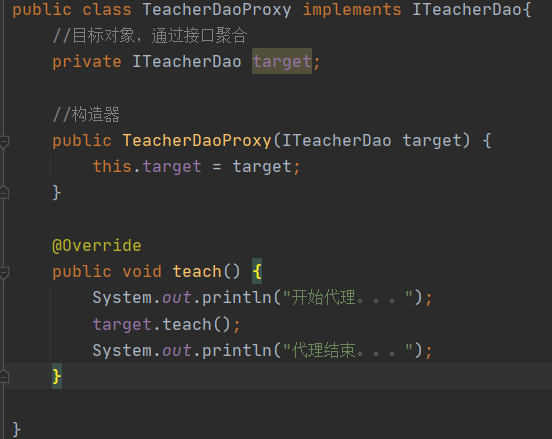 public class TeacherDaoProxy implements ITeacherDao{
//目标对象，通过接口聚合
private ITeacherDao target;
//构造器
public TeacherDaoProxy(ITeacherDao target) {
this.target = target;
}
@Override
public void teach() {
System.out.println("开始代理。。。");
target.teach();
System.out.println("代理结束。。。");
}
}